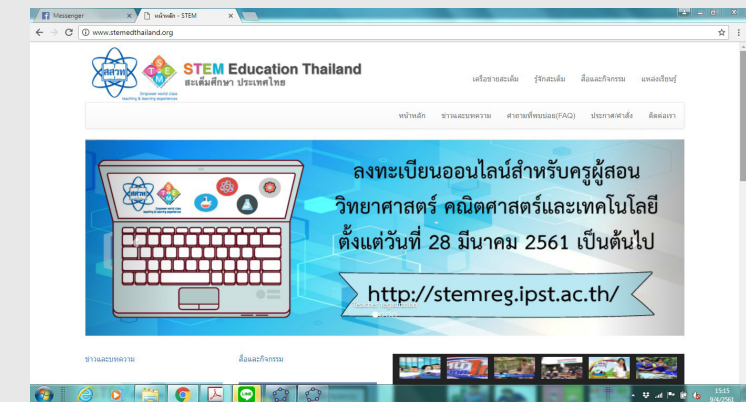 Messenger
หน้าหลัก - STEM
www.stemedthailand.org
สสวท
STEM
STEM Education Thailand
สะเต็มศึกษา ประเทศไทย
Empower world class
teaching & learning experiences
เครือข่ายสะเต็ม รู้จักสะเต็ม สื่อและกิจกรรม แหล่งเรียนรู้
หน้าหลัก ข่าวและบทความ คำถามที่พบบ่อย(FAQ) ประกาศ/คำสั่ง ติดต่อเรา
ลงทะเบียนออนไลน์สำหรับครูผู้สอน
วิทยาศาสตร์ คณิตศาสตร์และเทคโนโลยี
ตั้งแต่วันที่ 28 มีนาคม 2561 เป็นต้นไป
http://stemreg.ipst.ac.th/
ข่าวและบทความ สื่อและกิจกรรม
15:15
9/4/2561